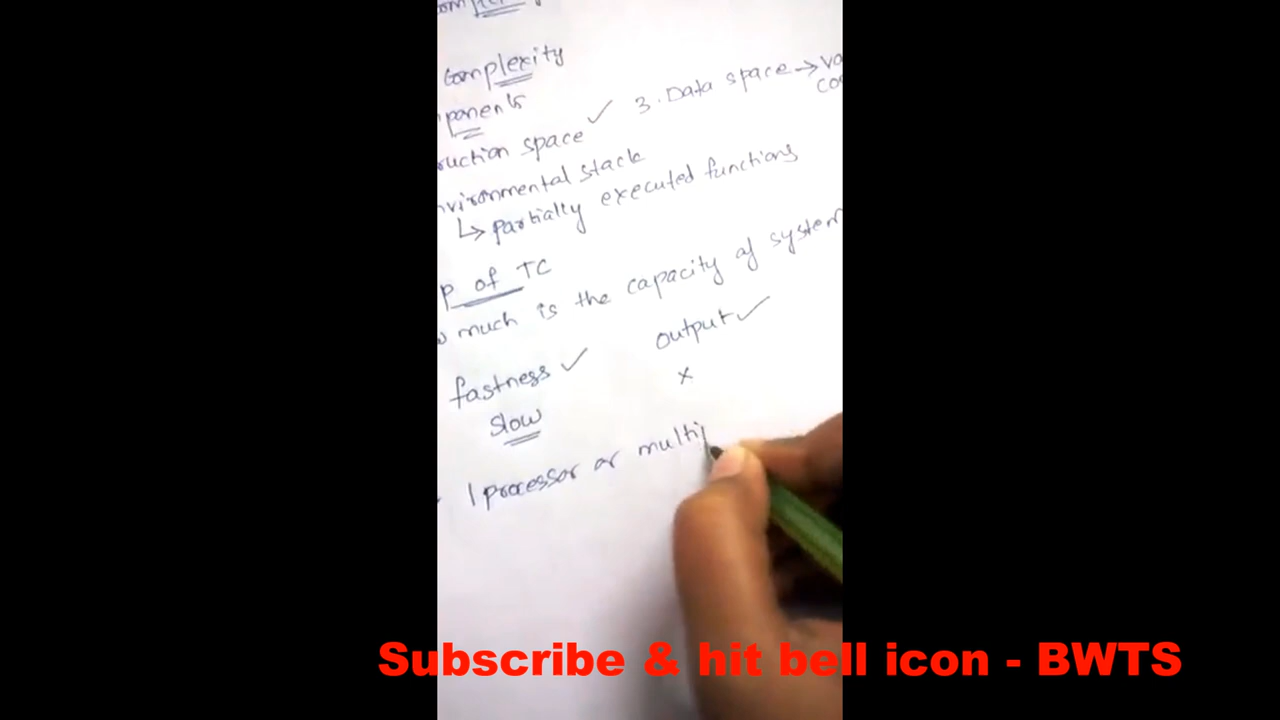 complexity
ponents
ruction space ✓ 3. Data space →
nvironmental stack
↳ partially executed functions
p of TC
much is the capacity of system
fastness ✓ output ✓
slow ×
1 processor or multi
Subscribe & hit bell icon - BWTS